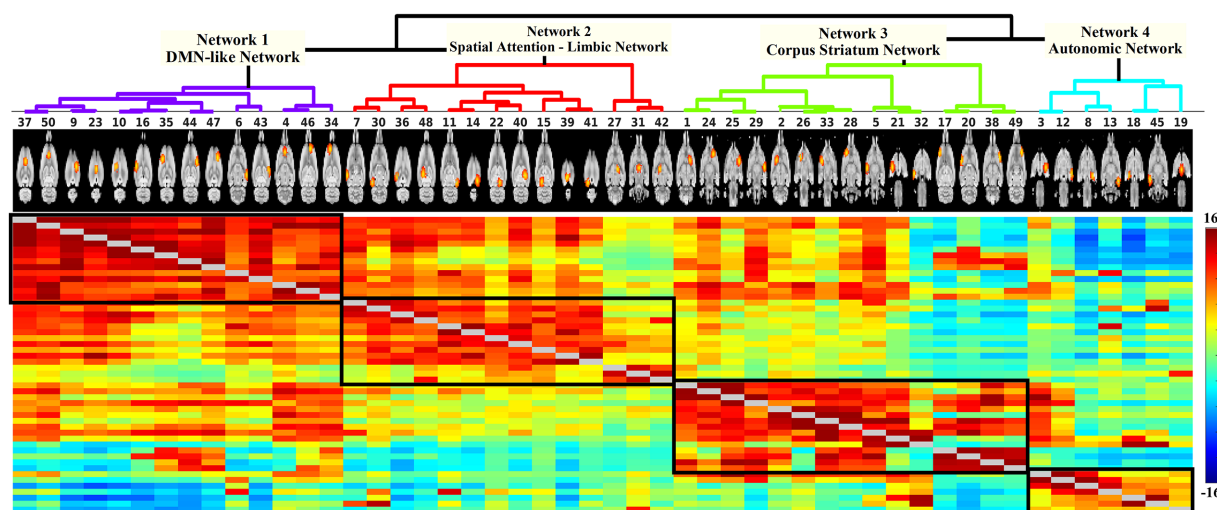 Network 1
DMN-like Network
Network 2
Spatial Attention - Limbic Network
Network 3
Corpus Striatum Network
Network 4
Autonomic Network
37 50 9 23 10 16 35 44 47 6 43 4 46 34 7 30 36 48 11 14 22 40 15 39 41 27 31 42 1 24 25 29 2 26 33 28 5 21 32 17 20 38 49 3 12 8 13 18 45 19
16
-16